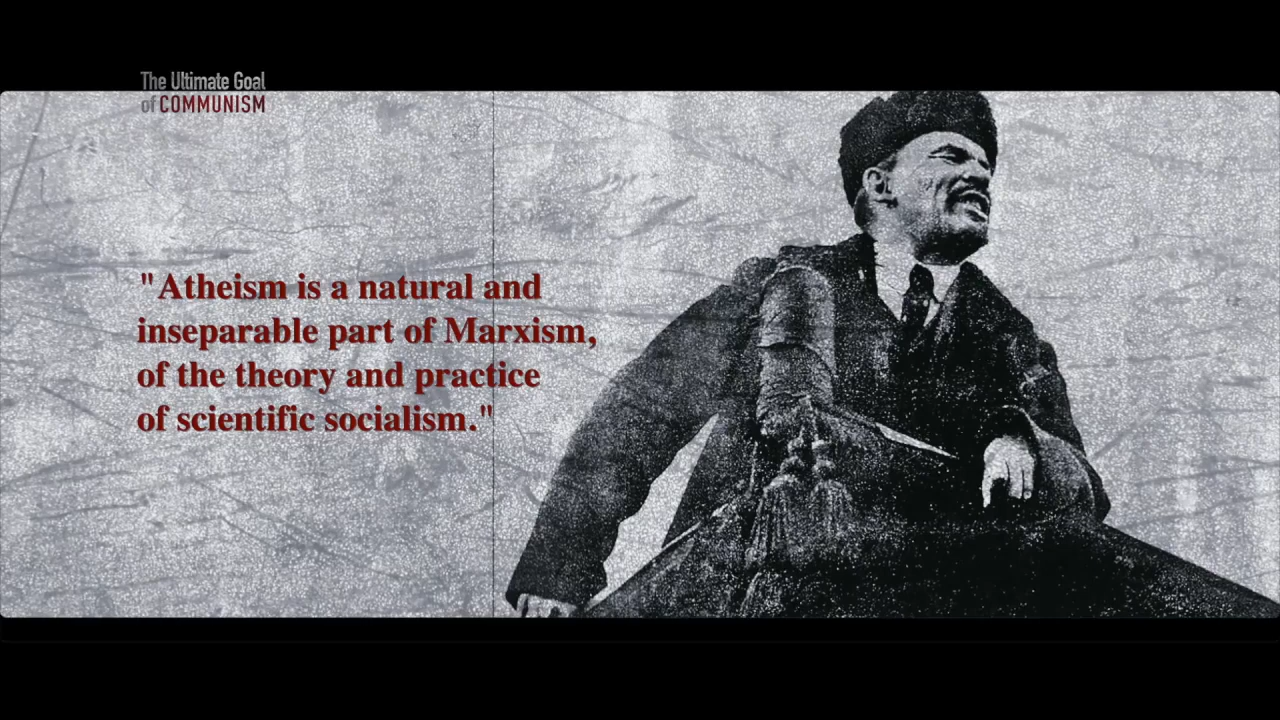 The Ultimate Goal
of COMMUNISM
"Atheism is a natural and
inseparable part of Marxism,
of the theory and practice
of scientific socialism."